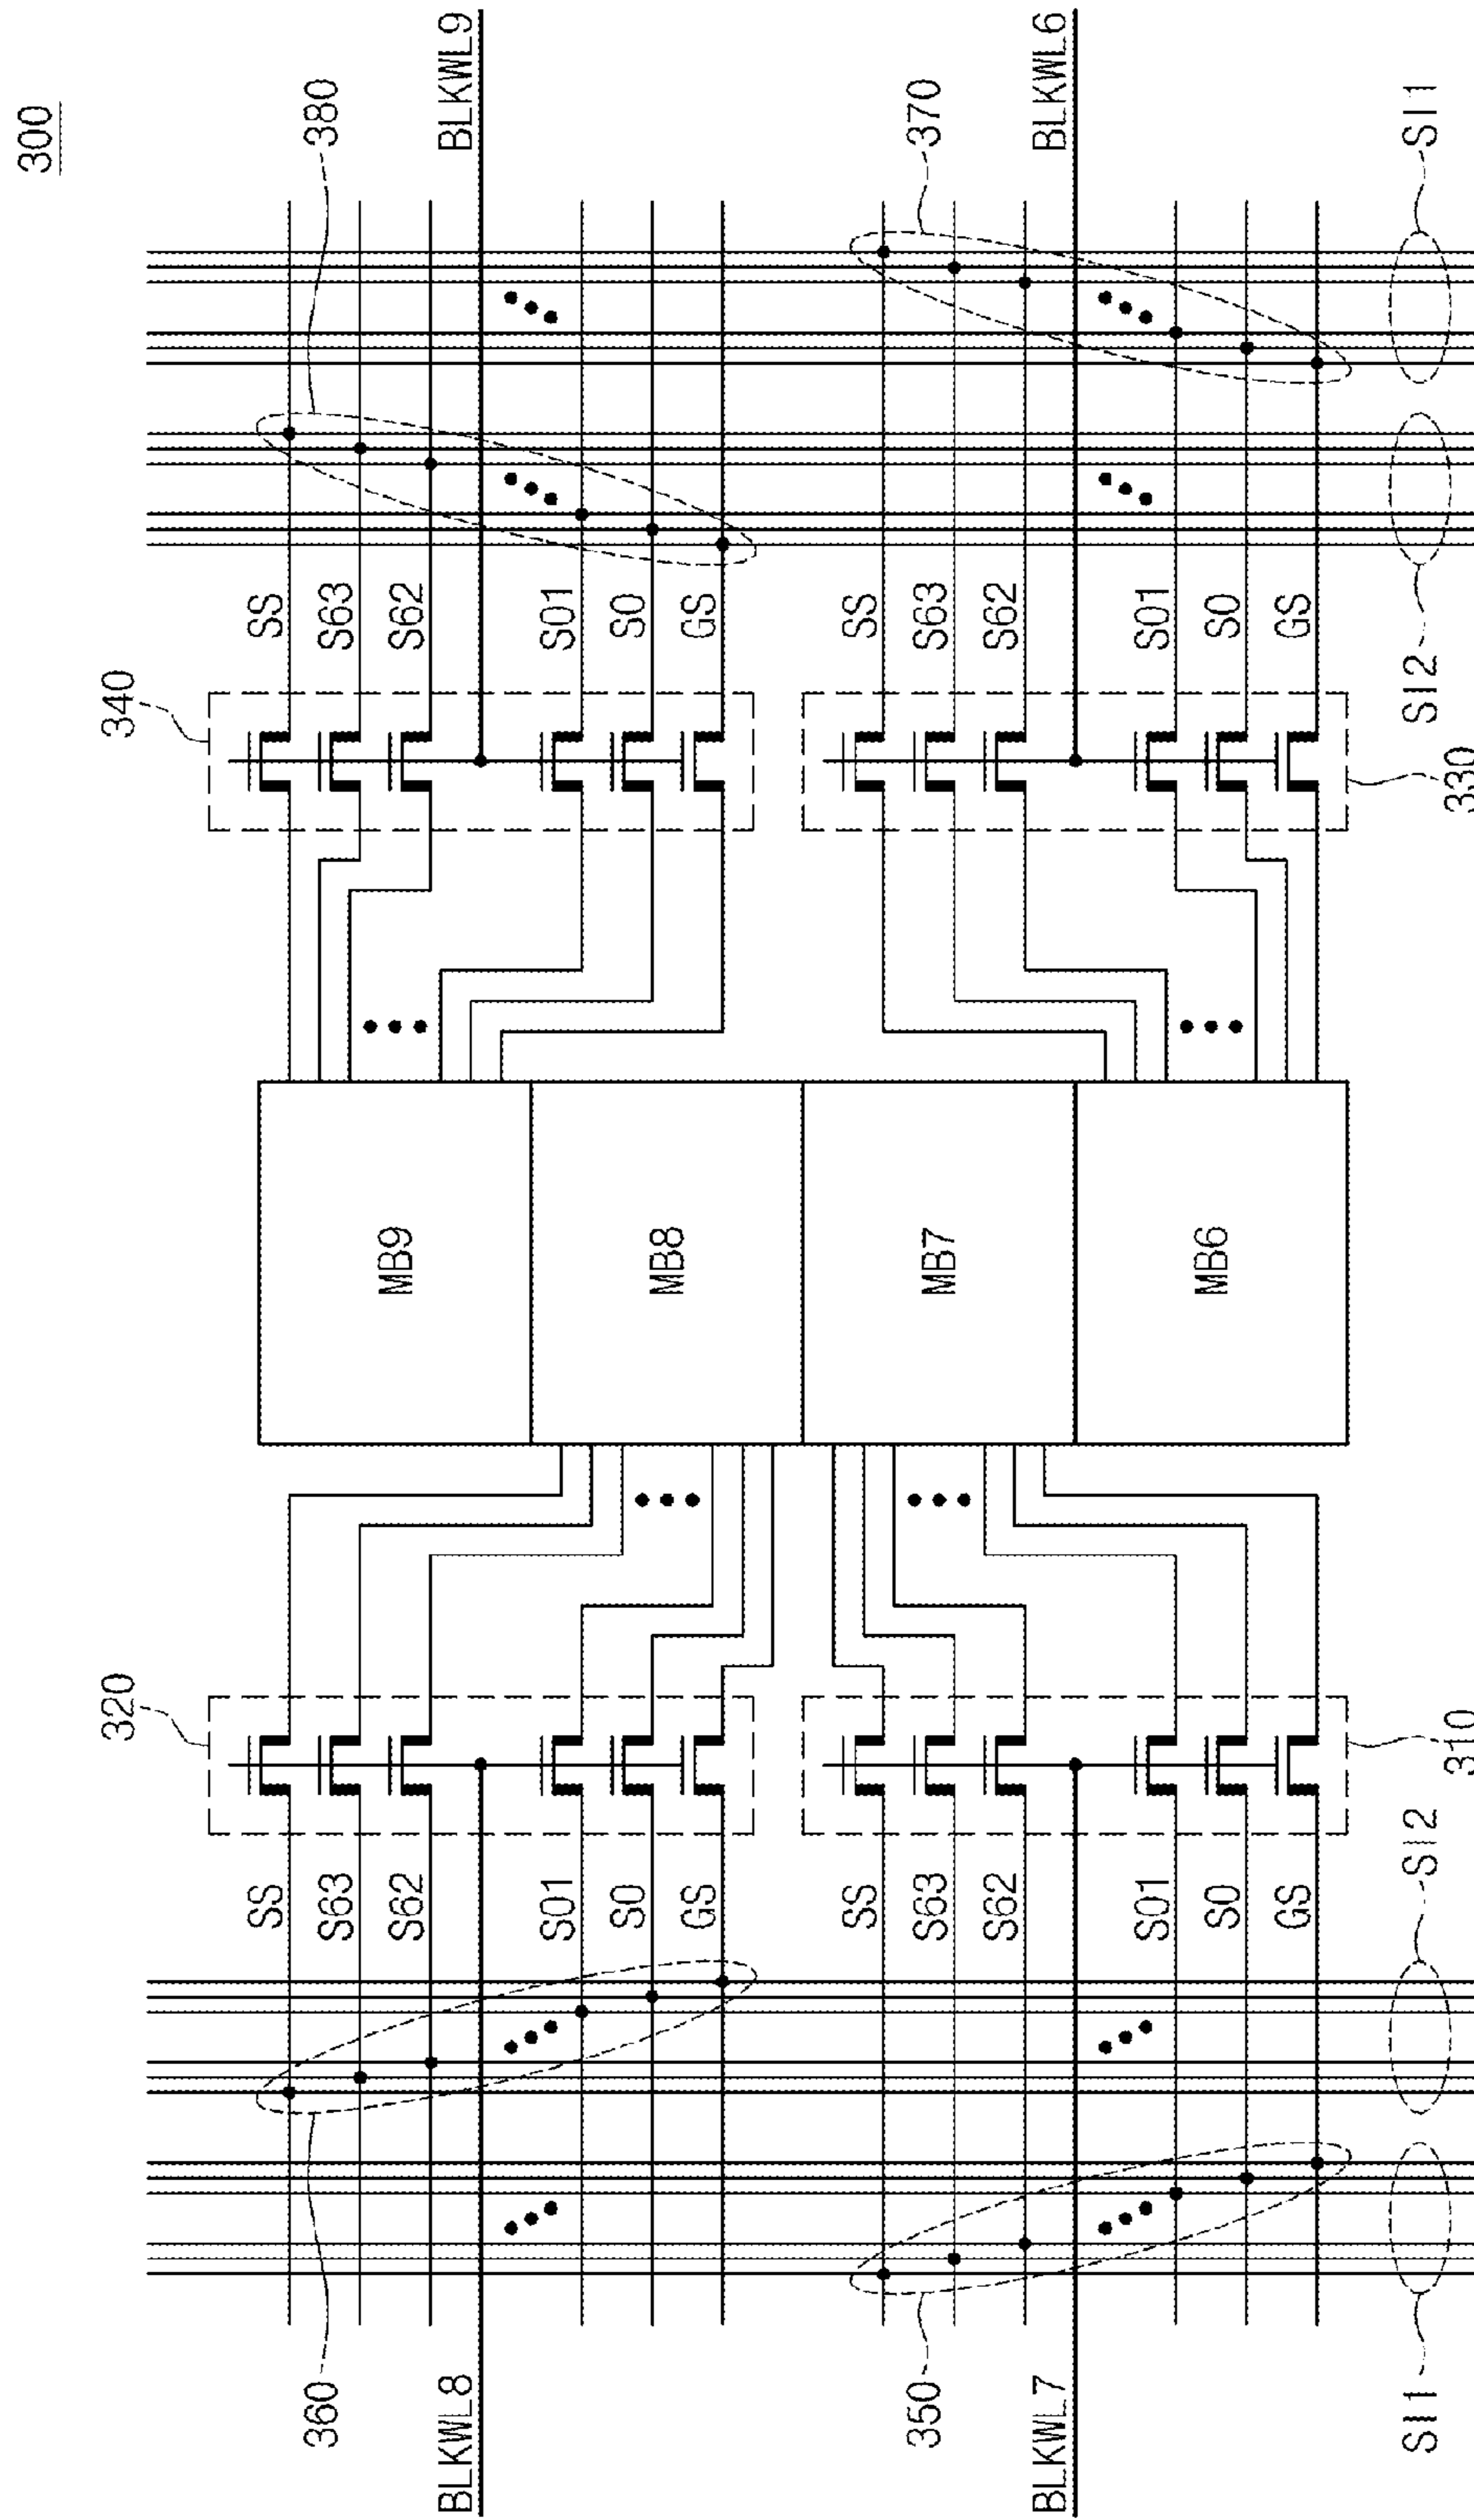 300
380
BLKWL9
370
BLKWL6
SI1
SS
S63
S62
S01
S0
GS
SS
S63
S62
S01
S0
GS
SI2
340
330
MB9
MB8
MB7
MB6
320
310
SS
S63
S62
S01
S0
GS
SS
S63
S62
S01
S0
GS
SI2
360
BLKWL8
350
BLKWL7
SI1